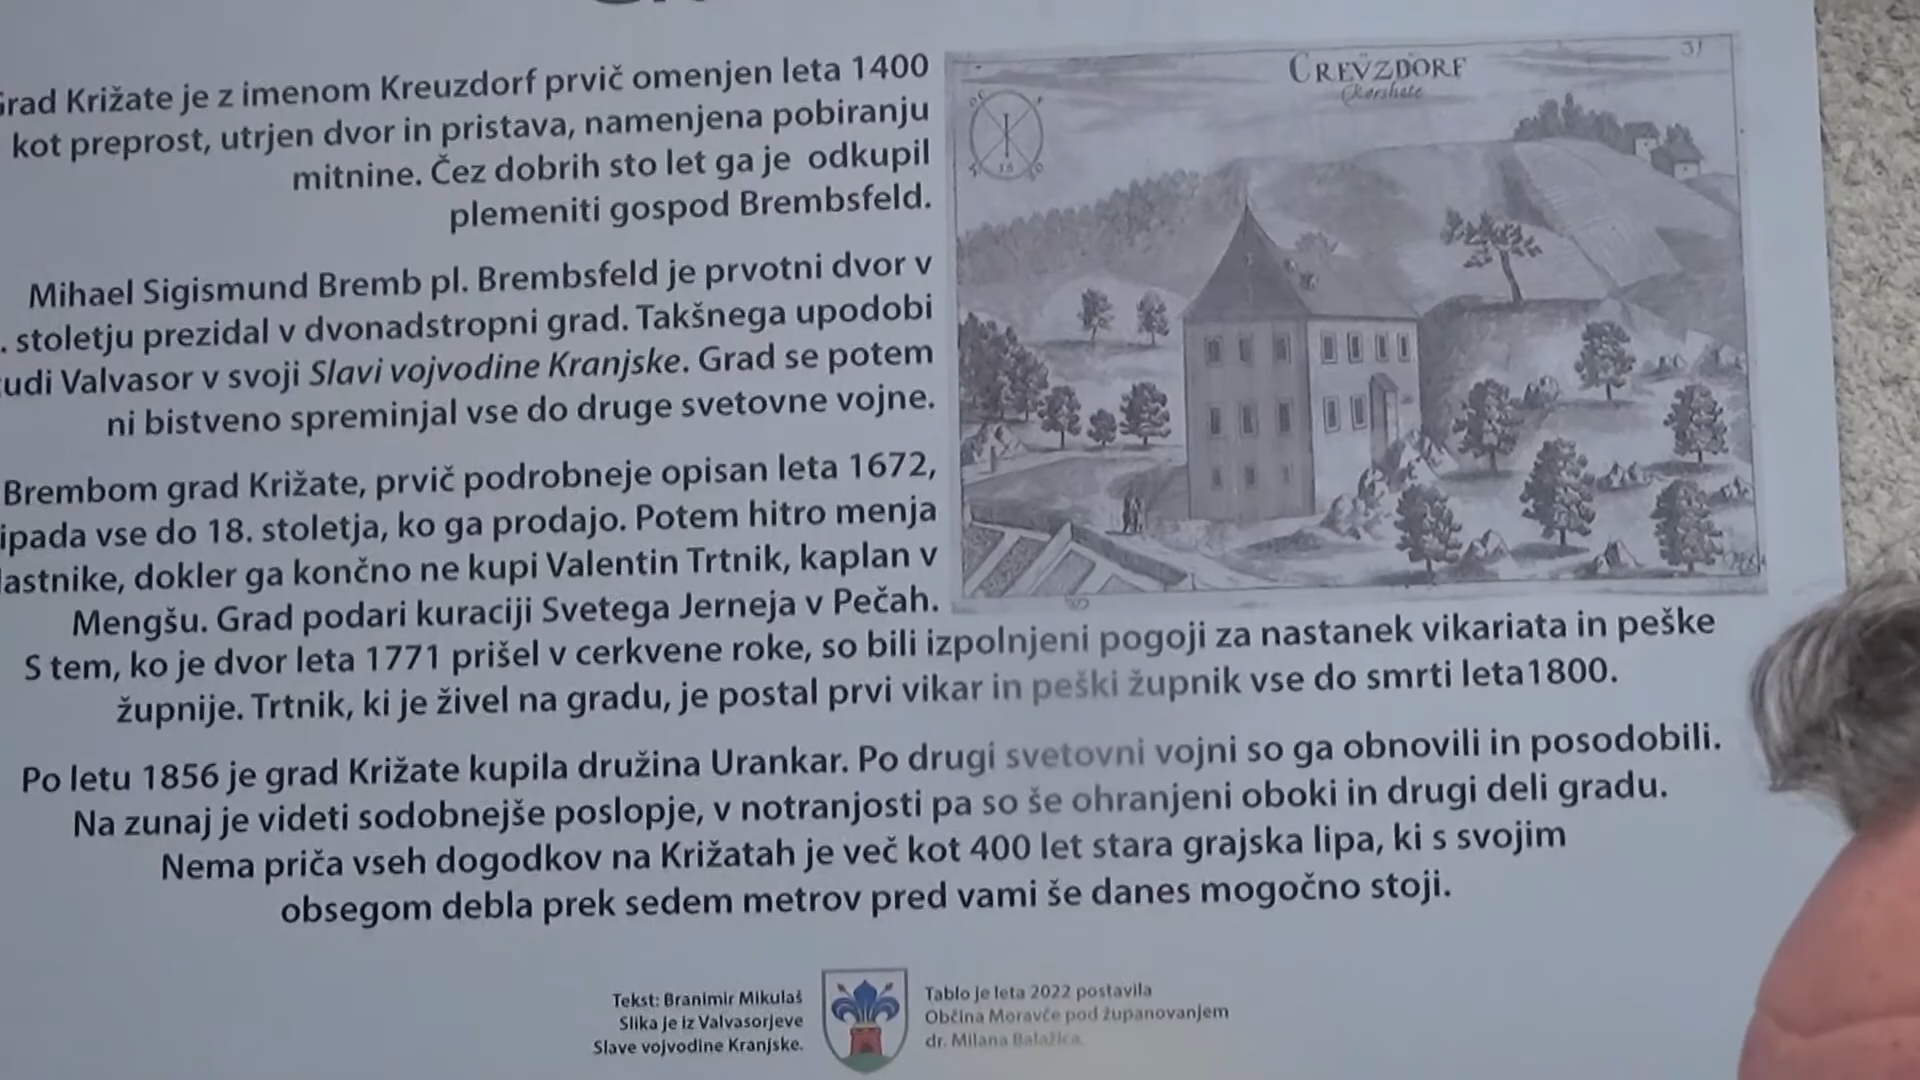 Grad Križate je z imenom Kreuzdorf prvič omenjen leta 1400
kot preprost, utrjen dvor in pristava, namenjena pobiranju
mitnine. Čez dobrih sto let ga je odkupil
plemeniti gospod Brembsfeld.
Mihael Sigismund Bremb pl. Brembsfeld je prvotni dvor v
. stoletju prezidal v dvonadstropni grad. Takšnega upodobi
udi Valvasor v svoji Slavi vojvodine Kranjske. Grad se potem
ni bistveno spreminjal vse do druge svetovne vojne.
Brembom grad Križate, prvič podrobneje opisan leta 1672,
ipada vse do 18. stoletja, ko ga prodajo. Potem hitro menja
lastnike, dokler ga končno ne kupi Valentin Trtnik, kaplan v
Mengšu. Grad podari kuraciji Svetega Jerneja v Pečah.
S tem, ko je dvor leta 1771 prišel v cerkvene roke, so bili izpolnjeni pogoji za nastanek vikariata in peške
župnije. Trtnik, ki je živel na gradu, je postal prvi vikar in peški župnik vse do smrti leta1800.
Po letu 1856 je grad Križate kupila družina Urankar. Po drugi svetovni vojni so ga obnovili in posodobili.
Na zunaj je videti sodobnejše poslopje, v notranjosti pa so še ohranjeni oboki in drugi deli gradu.
Nema priča vseh dogodkov na Križatah je več kot 400 let stara grajska lipa, ki s svojim
obsegom debla prek sedem metrov pred vami še danes mogočno stoji.
CREŸZDORF
31
Tekst: Branimir Mikulaš
Slika je iz Valvasorjeve
Slave vojvodine Kranjske.
Tablo je leta 2022 postavila
Občina Moravče pod županovanjem
dr. Milana Balažica.